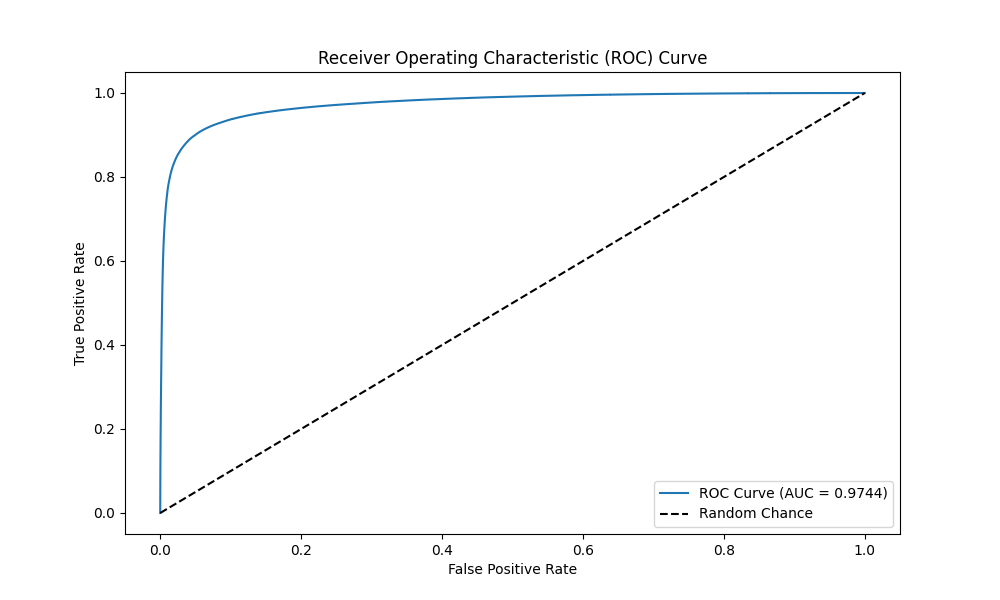 Receiver Operating Characteristic (ROC) Curve
True Positive Rate
1.0
0.8
0.6
0.4
0.2
0.0
ROC Curve (AUC = 0.9744)
Random Chance
0.0 0.2 0.4 0.6 0.8 1.0
False Positive Rate